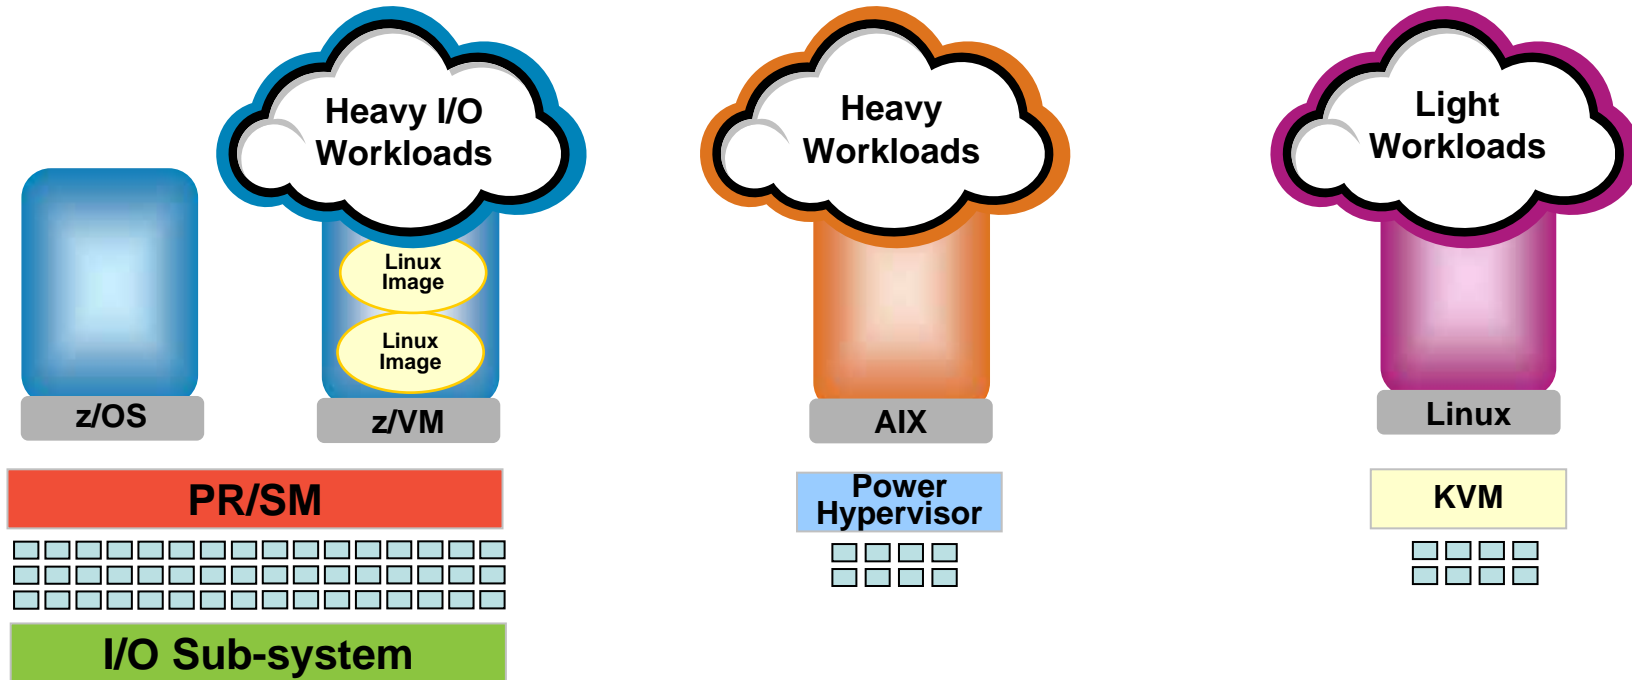 Heavy I/O
Workloads
Linux
Image
Linux
Image
z/OS
z/VM
PR/SM
I/O Sub-system
Heavy
Workloads
AIX
Power
Hypervisor
Light
Workloads
Linux
KVM